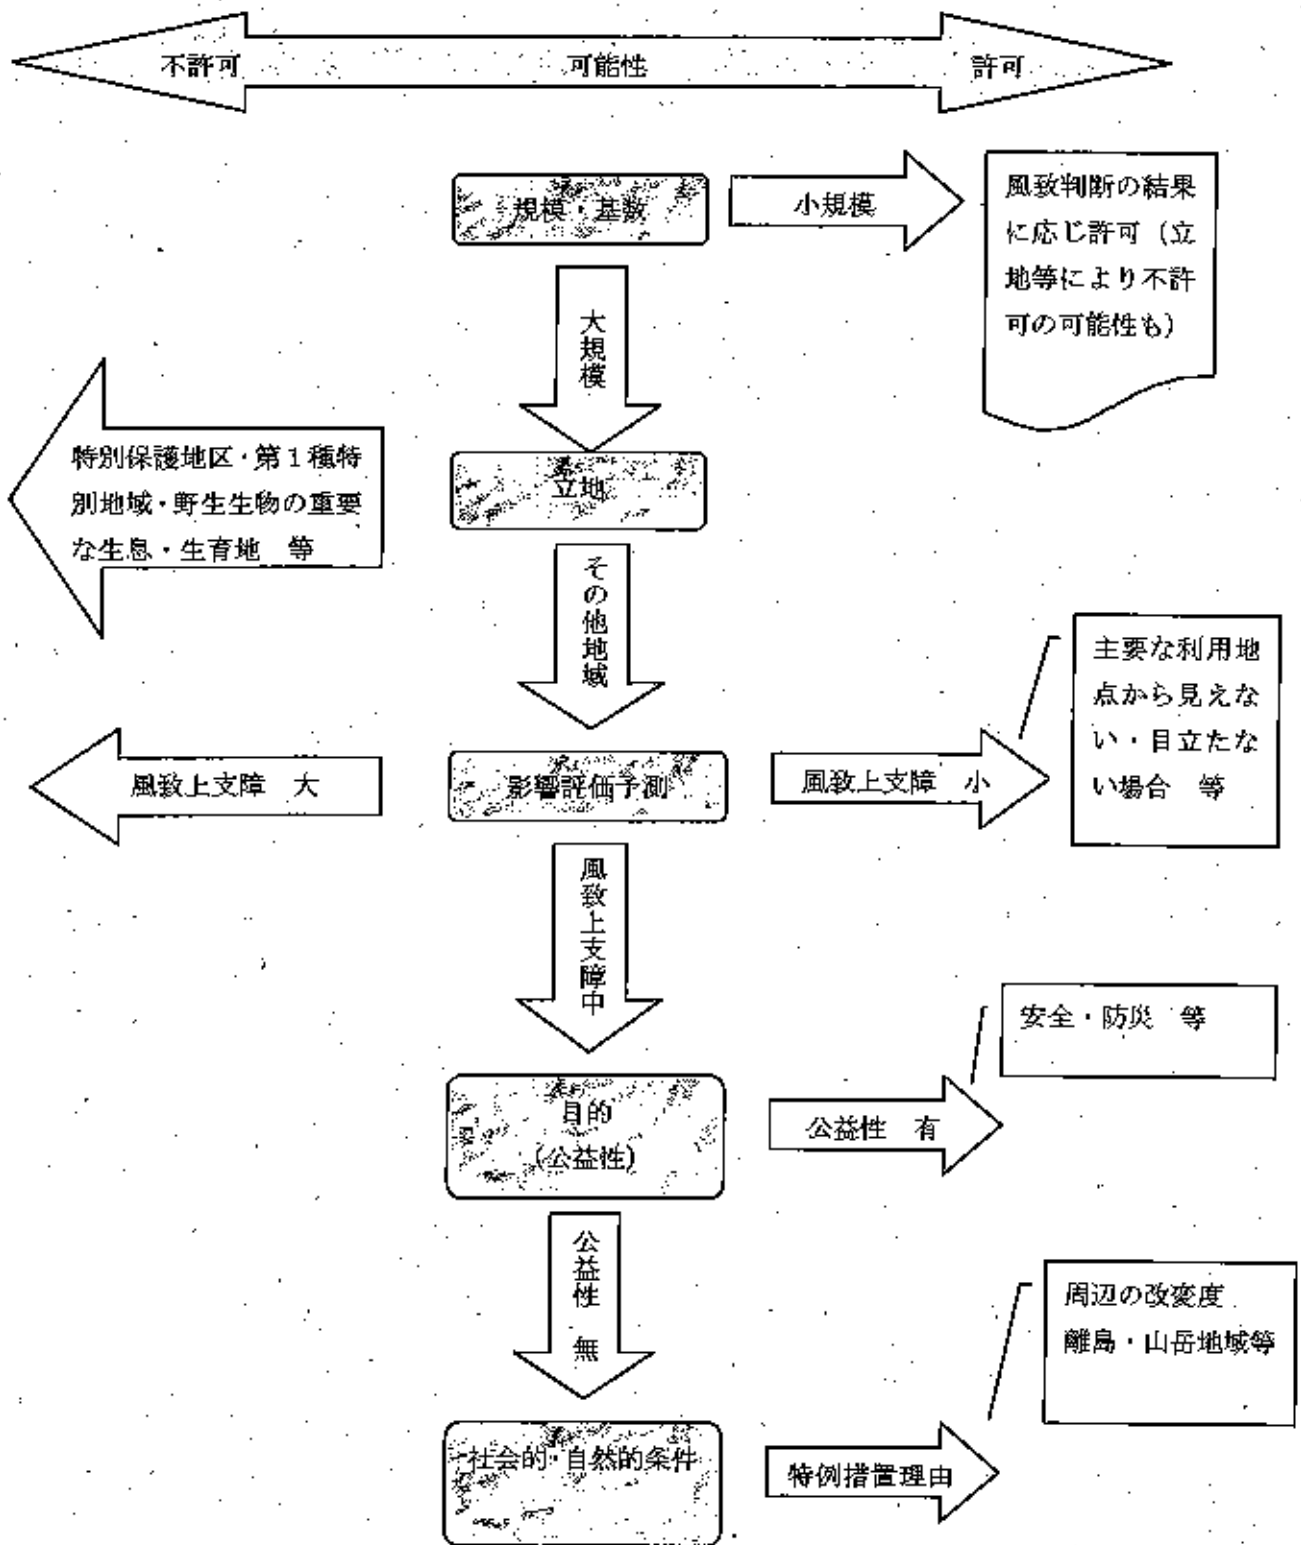 不許可 可能性 許可
規模・基数
小規模
風致判断の結果
に応じ許可（立
地等により不許
可の可能性も）
大規模
特別保護地区・第１種特
別地域・野生生物の重要
な生息・生育地　等
立地
その他地域
主要な利用地
点から見えな
い・目立たな
い場合　等
風致上支障　大
影響評価予測
風致上支障　小
風致上支障中
安全・防災　等
目的
（公益性）
公益性　有
公益性　無
周辺の改変度
離島・山岳地域等
社会的・自然的条件
特例措置理由